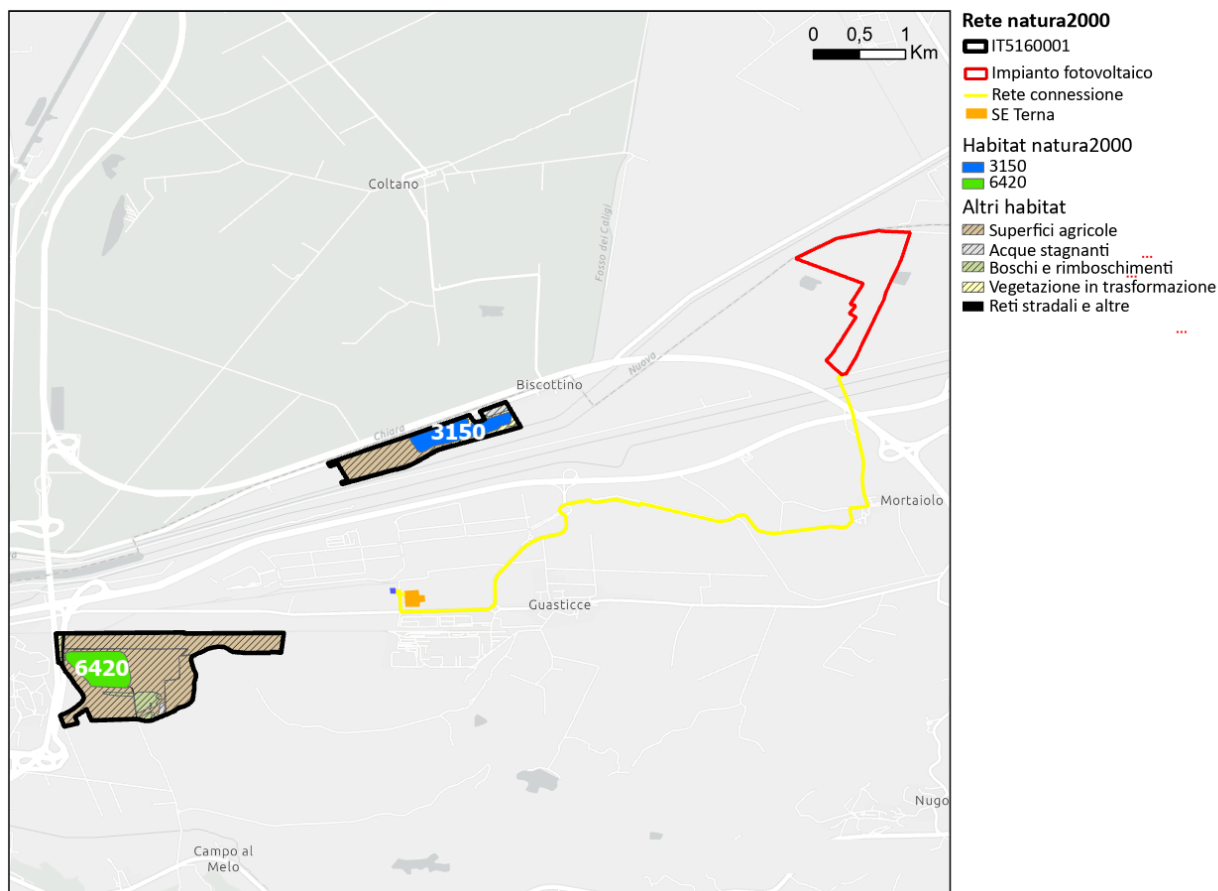 0 0,5 1
Km
Coltano
Fosso dei Caligi
Nuova
Biscottino
Chiara
3150
Mortaiolo
Guasticce
6420
Nugo
Campo al
Melo
Rete natura2000
IT5160001
Impianto fotovoltaico
Rete connessione
SE Terna
Habitat natura2000
3150
6420
Altri habitat
Superfici agricole
Acque stagnanti
...
Boschi e rimboschimenti
...
Vegetazione in trasformazione
Reti stradali e altre
...